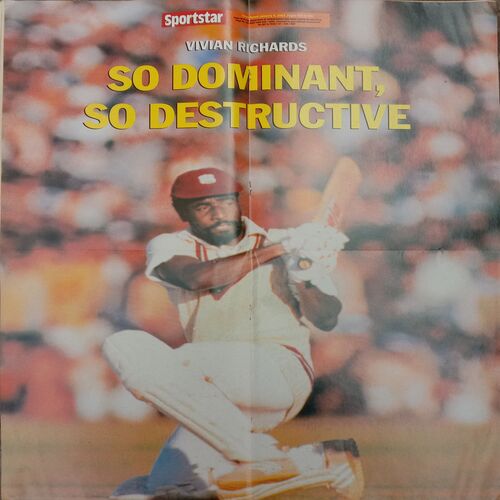 Sportstar
VIVIAN RICHARDS
SO DOMINANT,
SO DESTRUCTIVE